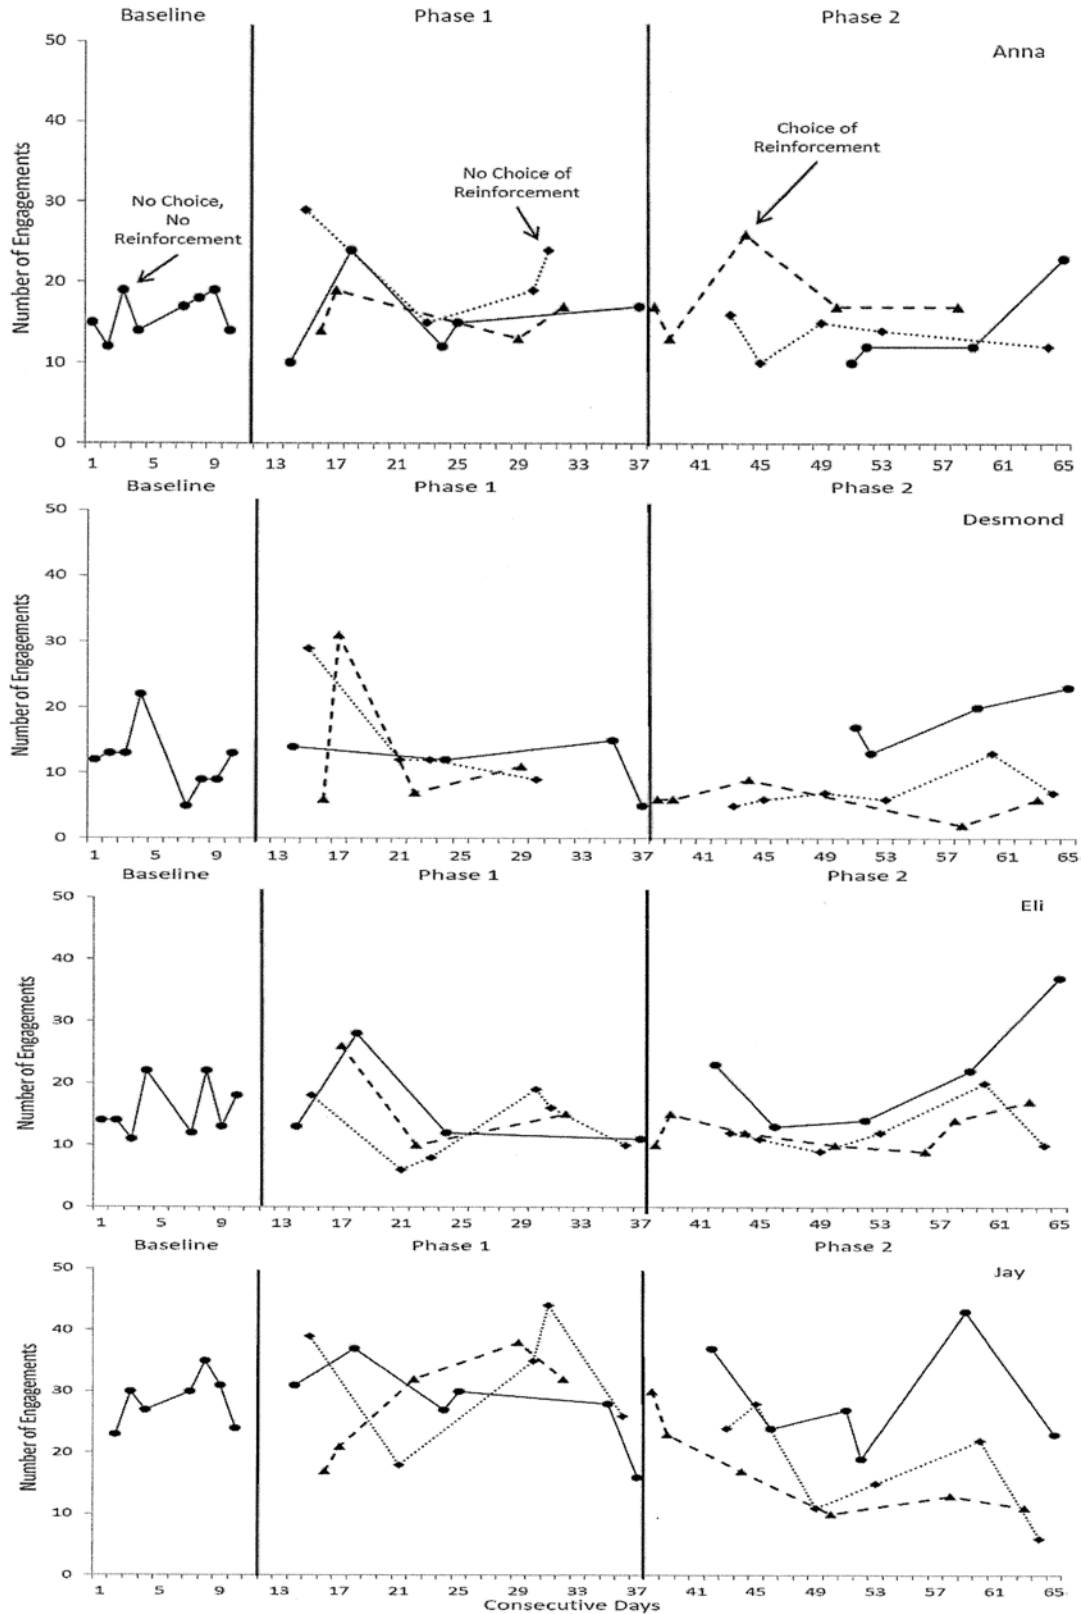 Baseline Phase 1 Phase 2
50
Anna
40
Choice of
Reinforcement
No Choice of
Reinforcement
30
No Choice,
No
Reinforcement
20
10
0
Number of Engagements
1 5 9 13 17 21 25 29 33 37 41 45 49 53 57 61 65
Baseline Phase 1 Phase 2
50
Desmond
40
30
20
10
0
Number of Engagements
1 5 9 13 17 21 25 29 33 37 41 45 49 53 57 61 65
Baseline Phase 1 Phase 2
50
Eli
40
30
20
10
0
Number of Engagements
1 5 9 13 17 21 25 29 33 37 41 45 49 53 57 61 65
Baseline Phase 1 Phase 2
50
Jay
40
30
20
10
0
Number of Engagements
1 5 9 13 17 21 25 29 33 37 41 45 49 53 57 61 65
Consecutive Days